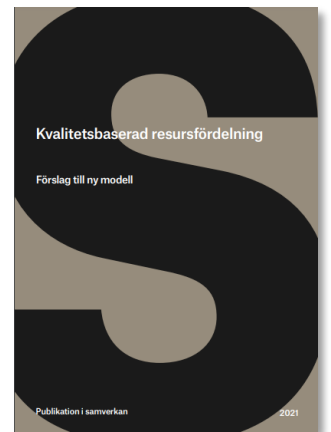 Kvalitetsbaserad resursfördelning
Förslag till ny modell
Publikation i samverkan
2021